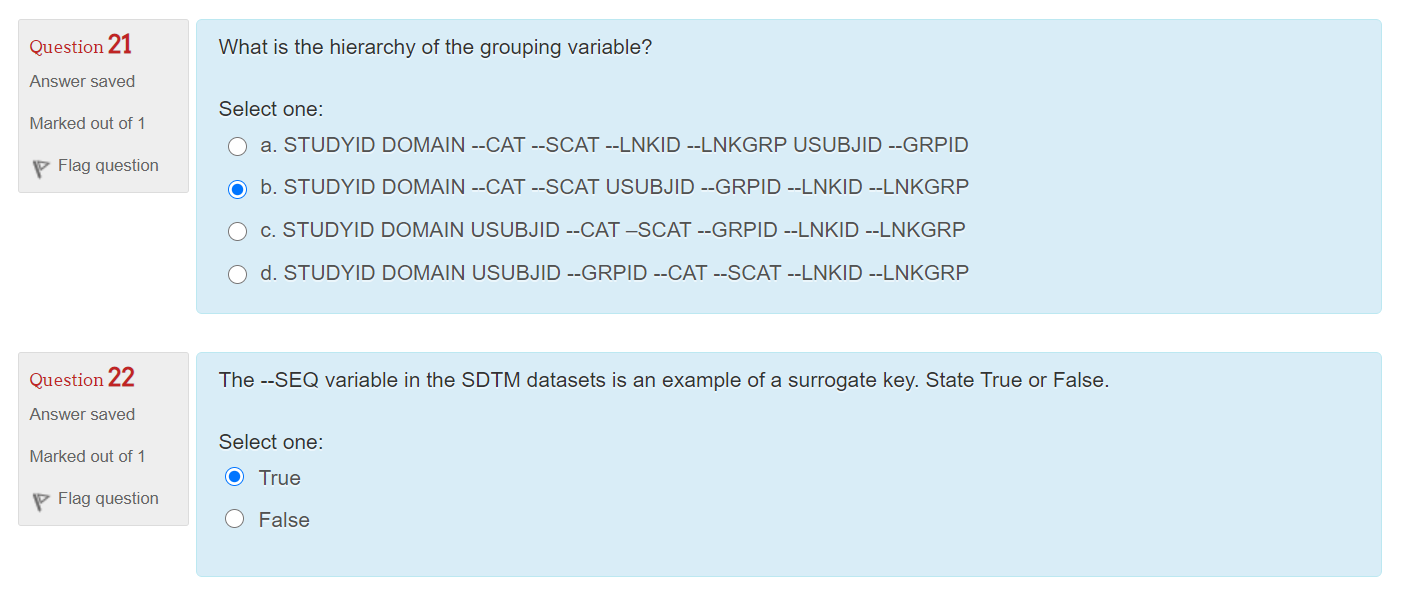 Question 21
Answer saved
Marked out of 1
Flag question
What is the hierarchy of the grouping variable?
Select one:
a. STUDYID DOMAIN --CAT --SCAT --LNKID --LNKGRP USUBJID --GRPID
b. STUDYID DOMAIN --CAT --SCAT USUBJID --GRPID --LNKID --LNKGRP
c. STUDYID DOMAIN USUBJID --CAT –SCAT --GRPID --LNKID --LNKGRP
d. STUDYID DOMAIN USUBJID --GRPID --CAT --SCAT --LNKID --LNKGRP
Question 22
Answer saved
Marked out of 1
Flag question
The --SEQ variable in the SDTM datasets is an example of a surrogate key. State True or False.
Select one:
True
False